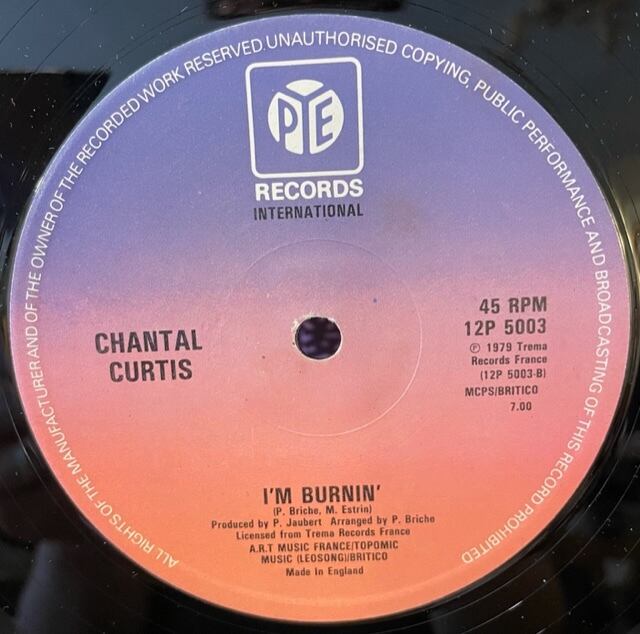 ALL RIGHTS OF THE MANUFACTURER AND OF THE OWNER OF THE RECORDED WORK RESERVED. UNAUTHORISED COPYING, PUBLIC PERFORMANCE AND BROADCASTING OF THIS RECORD PROHIBITED
PYE
RECORDS
INTERNATIONAL
CHANTAL
CURTIS
45 RPM
12P 5003
℗ 1979 Trema
Records France
(12P 5003-B)
MCPS/BRITICO
7.00
I'M BURNIN'
(P. Briche, M. Estrin)
Produced by P. Jaubert Arranged by P. Briche
Licensed from Trema Records France
A.R.T MUSIC FRANCE/TOPOMIC
MUSIC (LEOSONG)/BRITICO
Made in England